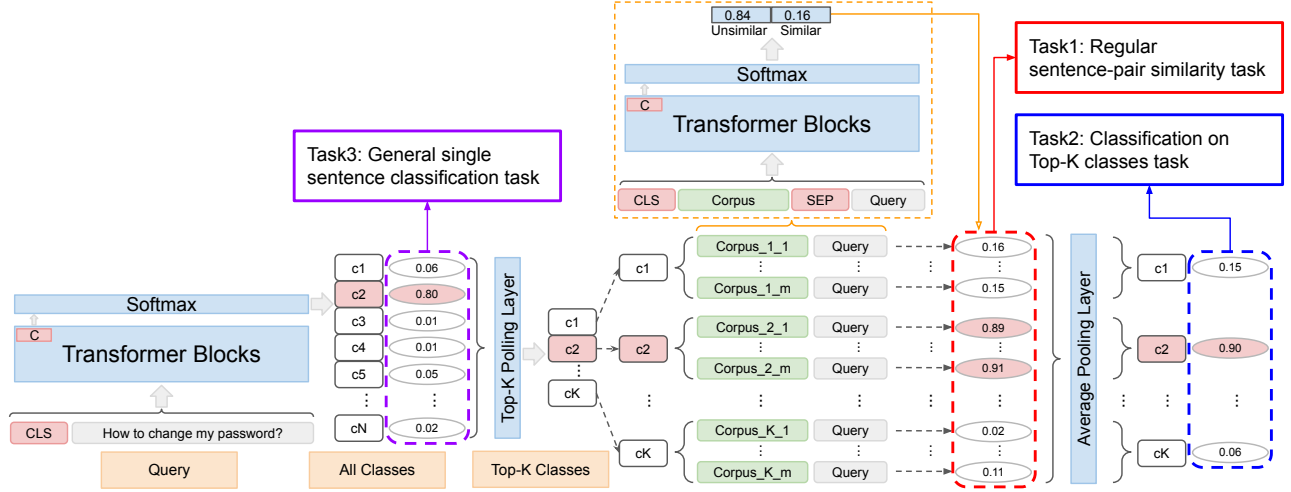 0.84 0.16
Unsimilar Similar
Softmax
C
Transformer Blocks
CLS Corpus SEP Query
Task1: Regular
sentence-pair similarity task
Task2: Classification on
Top-K classes task
Task3: General single
sentence classification task
Softmax
C
Transformer Blocks
CLS How to change my password?
Query
c1 0.06
c2 0.80
c3 0.01
c4 0.01
c5 0.05
cN 0.02
All Classes
Top-K Polling Layer
c1
c2
cK
Top-K Classes
c1
c2
cK
Corpus_1_1 Query 0.16
Corpus_1_m Query 0.15
Corpus_2_1 Query 0.89
Corpus_2_m Query 0.91
Corpus_K_1 Query 0.02
Corpus_K_m Query 0.11
Average Pooling Layer
c1 0.15
c2 0.90
cK 0.06